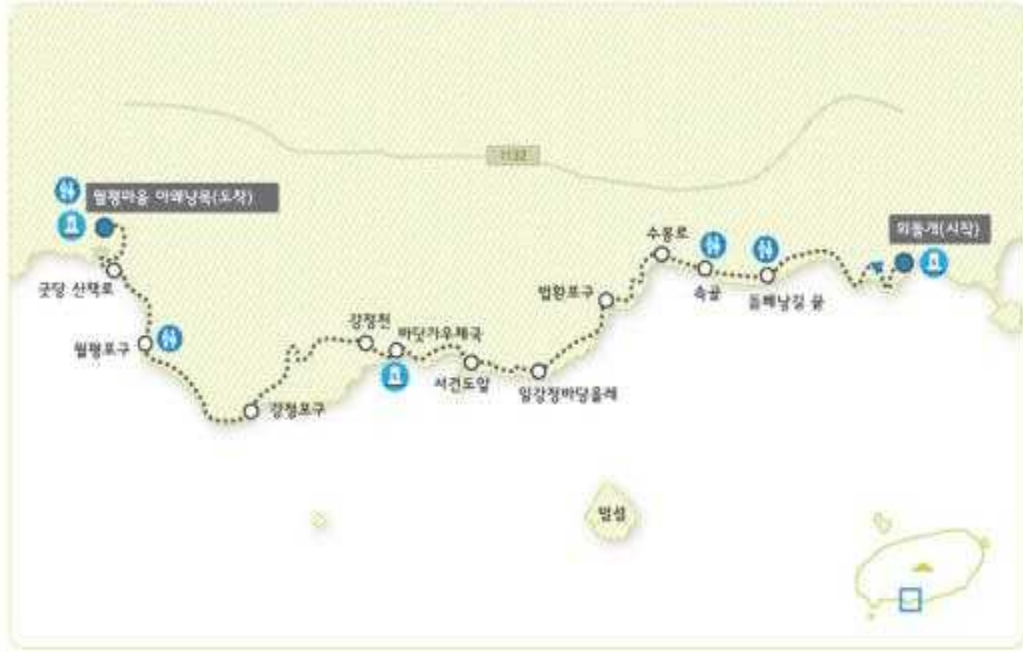 1132
월평마을 아왜낭목(도착)
외돌개(시작)
수봉로
굿당 산책로
속골
법환포구
돔베낭길 끝
강정천
바닷가우체국
월평포구
서건도앞
일강정바당올레
강정포구
범섬